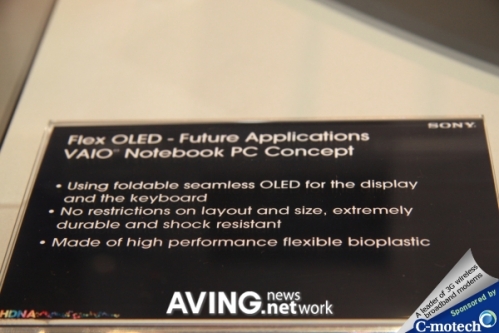 SONY
Flex OLED - Future Applications
VAIO™ Notebook PC Concept
• Using foldable seamless OLED for the display
and the keyboard
• No restrictions on layout and size, extremely
durable and shock resistant
• Made of high performance flexible bioplastic
HDNA
AVING.network
news
A leader of 3G wireless
broadband modems
Sponsored by
C-motech